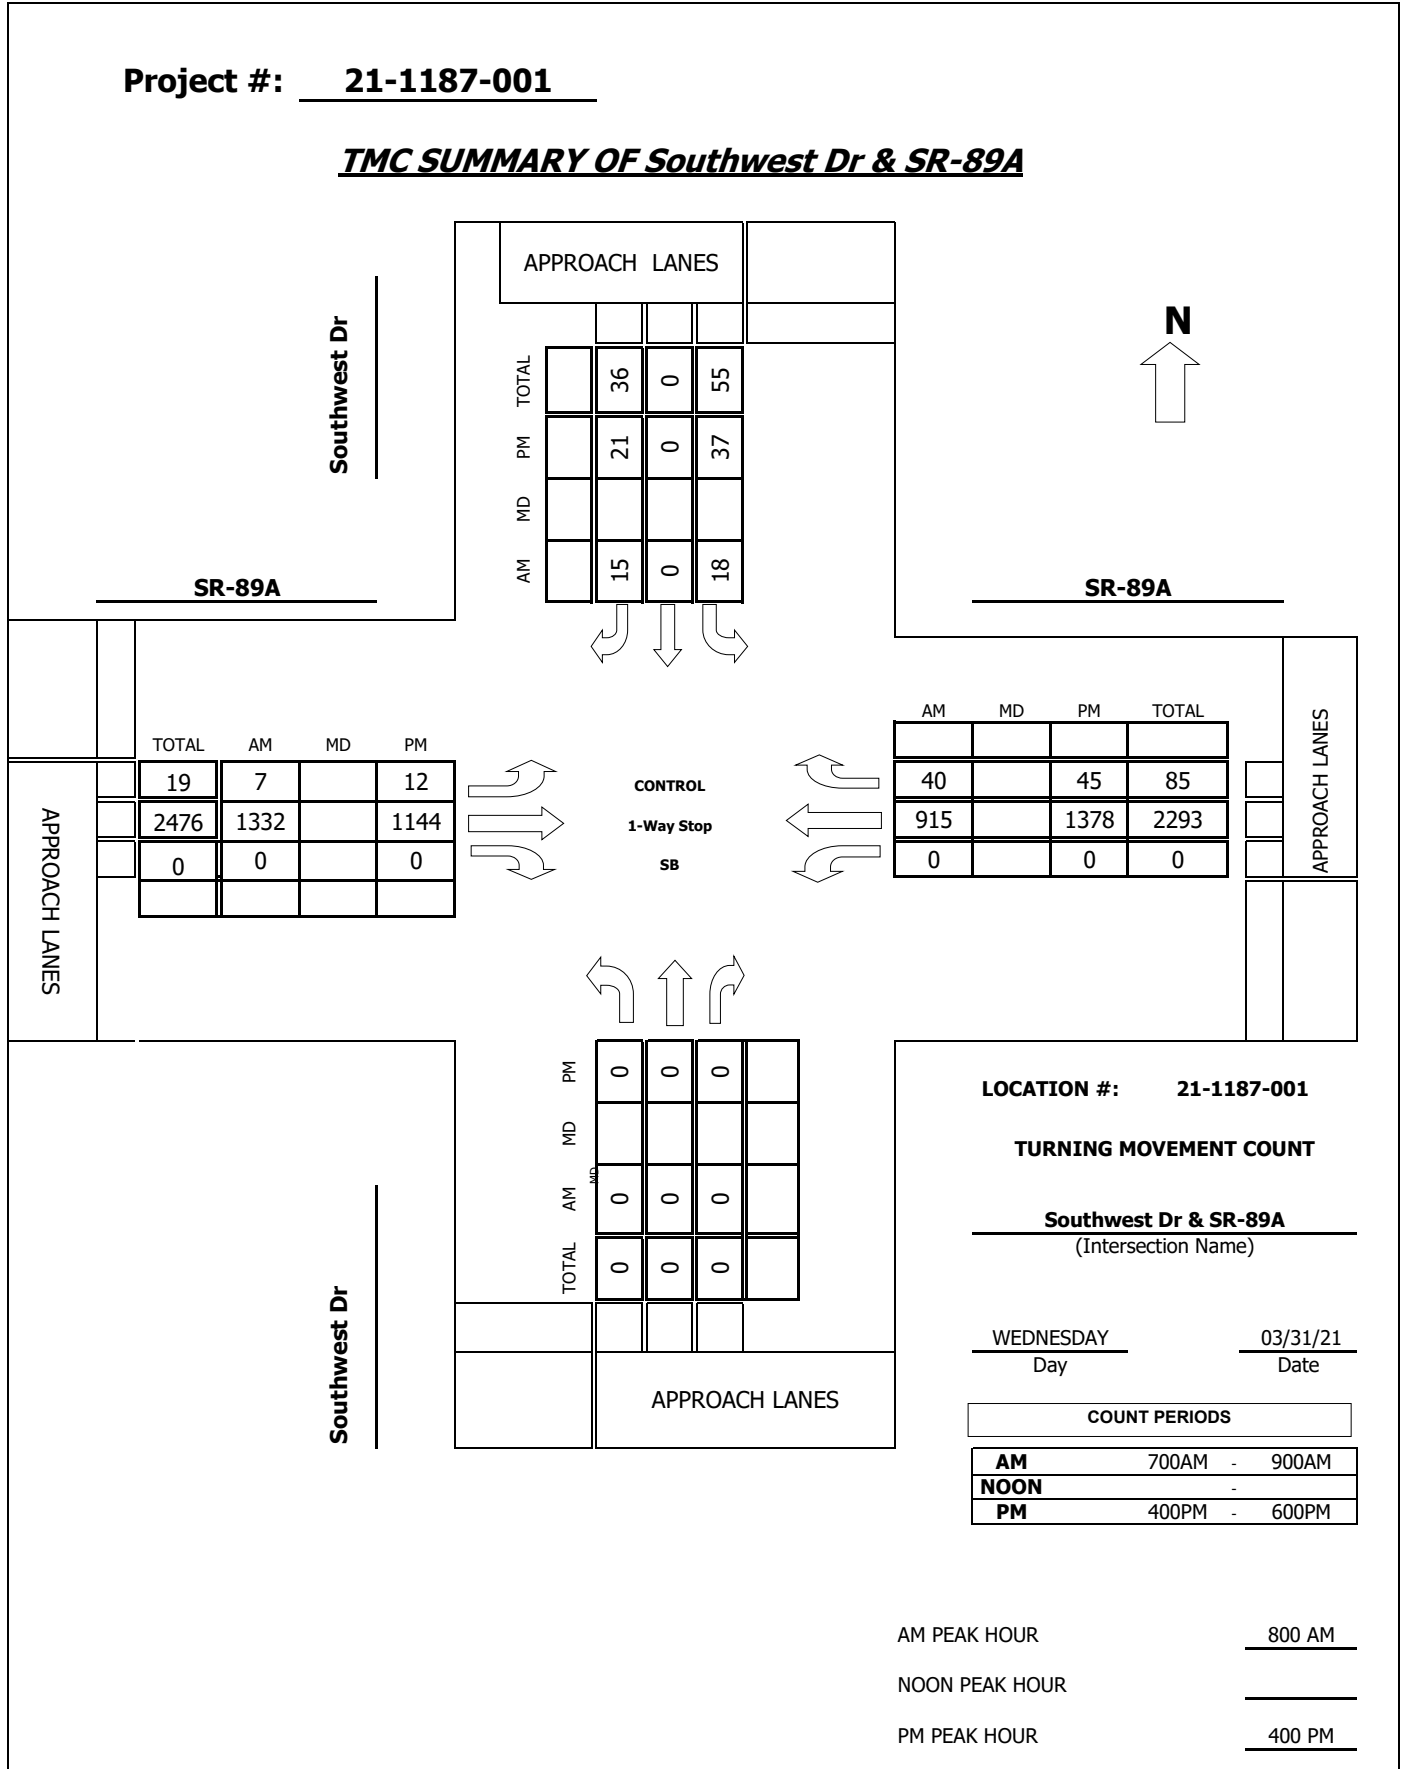 Project #: 21-1187-001
TMC SUMMARY OF Southwest Dr & SR-89A
APPROACH LANES
Southwest Dr
N
TOTAL 36 0 55
PM 21 0 37
MD
AM 15 0 18
SR-89A
SR-89A
AM MD PM TOTAL
TOTAL AM MD PM
19 7 12
CONTROL
40 45 85
2476 1332 1144
1-Way Stop
915 1378 2293
0 0 0
SB
0 0 0
APPROACH LANES
APPROACH LANES
PM 0 0 0
MD
MD
AM 0 0 0
TOTAL 0 0 0
LOCATION #: 21-1187-001
TURNING MOVEMENT COUNT
Southwest Dr & SR-89A
(Intersection Name)
Southwest Dr
WEDNESDAY 03/31/21
Day Date
APPROACH LANES
COUNT PERIODS
AM 700AM - 900AM
NOON -
PM 400PM - 600PM
AM PEAK HOUR 800 AM
NOON PEAK HOUR
PM PEAK HOUR 400 PM